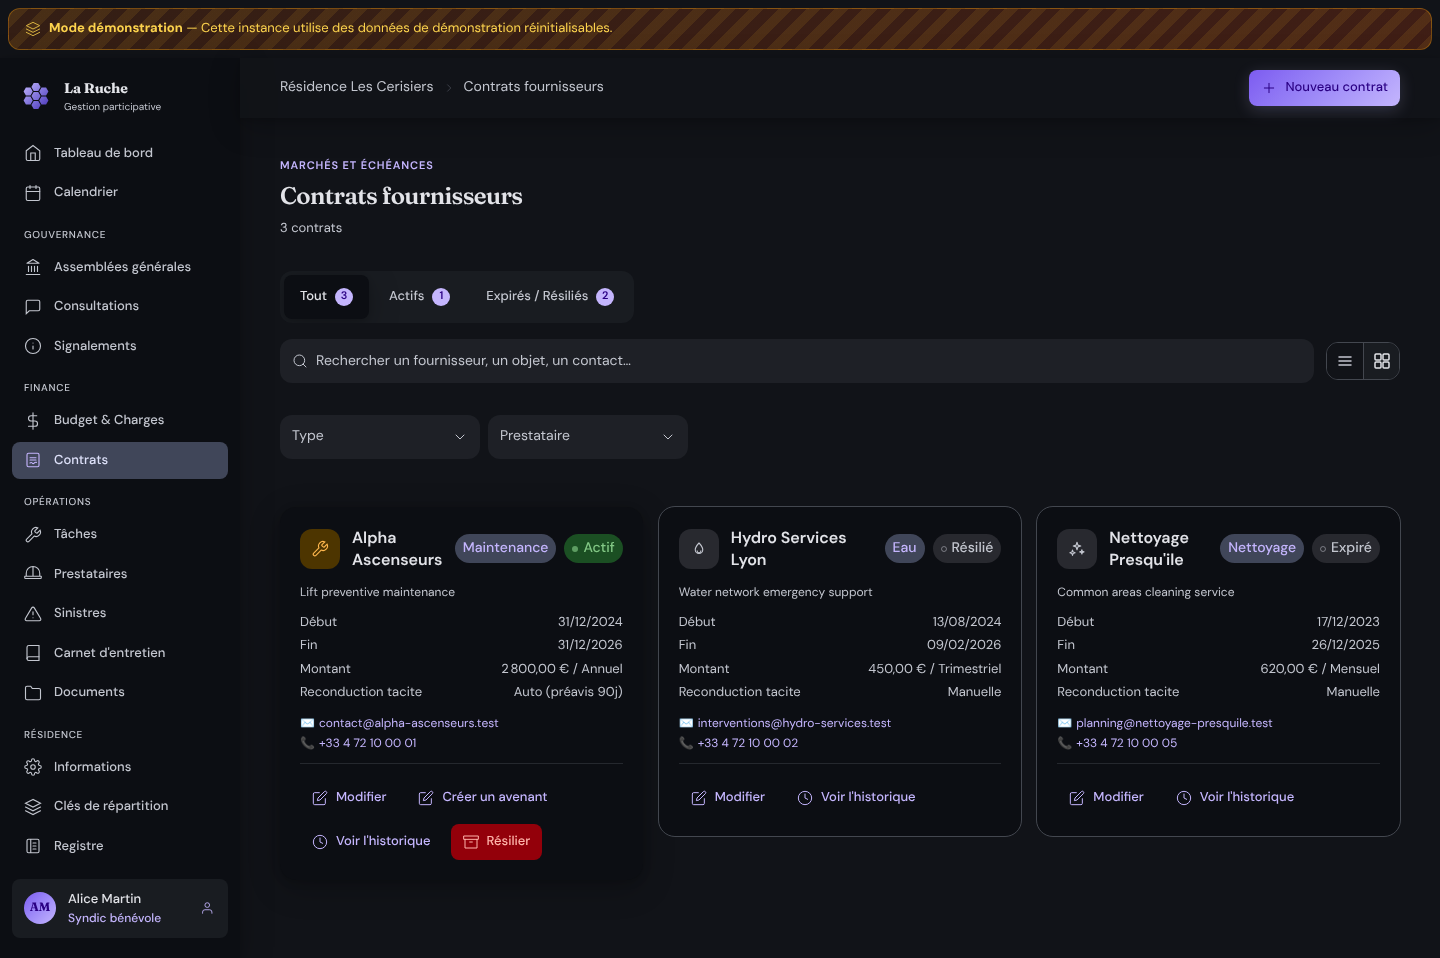 Mode démonstration — Cette instance utilise des données de démonstration réinitialisables.
La Ruche
Gestion participative
Tableau de bord
Calendrier
GOUVERNANCE
Assemblées générales
Consultations
Signalements
FINANCE
Budget & Charges
Contrats
OPÉRATIONS
Tâches
Prestataires
Sinistres
Carnet d'entretien
Documents
RÉSIDENCE
Informations
Clés de répartition
Registre
AM
Alice Martin
Syndic bénévole
Résidence Les Cerisiers > Contrats fournisseurs
Nouveau contrat
MARCHÉS ET ÉCHÉANCES
Contrats fournisseurs
3 contrats
Tout 3 Actifs 1 Expirés / Résiliés 2
Rechercher un fournisseur, un objet, un contact...
Type Prestataire
Alpha
Ascenseurs
Maintenance Actif
Lift preventive maintenance
Début 31/12/2024
Fin 31/12/2026
Montant 2 800,00 € / Annuel
Reconduction tacite Auto (préavis 90j)
contact@alpha-ascenseurs.test
+33 4 72 10 00 01
Modifier Créer un avenant
Voir l'historique Résilier
Hydro Services
Lyon
Eau Résilié
Water network emergency support
Début 13/08/2024
Fin 09/02/2026
Montant 450,00 € / Trimestriel
Reconduction tacite Manuelle
interventions@hydro-services.test
+33 4 72 10 00 02
Modifier Voir l'historique
Nettoyage
Presqu'île
Nettoyage Expiré
Common areas cleaning service
Début 17/12/2023
Fin 26/12/2025
Montant 620,00 € / Mensuel
Reconduction tacite Manuelle
planning@nettoyage-presquile.test
+33 4 72 10 00 05
Modifier Voir l'historique